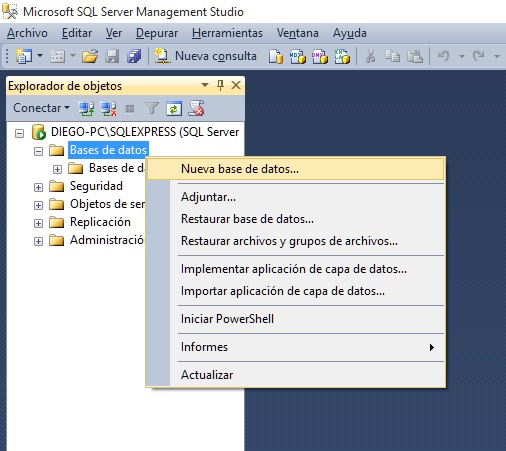 Microsoft SQL Server Management Studio
Archivo Editar Ver Depurar Herramientas Ventana Ayuda
Nueva consulta
Explorador de objetos
Conectar
DIEGO-PC\SQLEXPRESS (SQL Server
Bases de datos
Bases de da
Seguridad
Objetos de ser
Replicación
Administración
Nueva base de datos...
Adjuntar...
Restaurar base de datos...
Restaurar archivos y grupos de archivos...
Implementar aplicación de capa de datos...
Importar aplicación de capa de datos...
Iniciar PowerShell
Informes
Actualizar